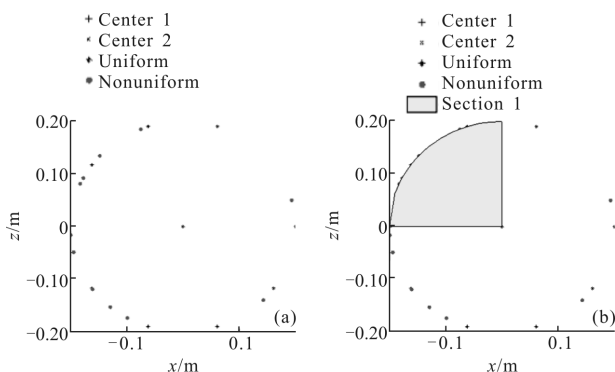 Center 1
Center 2
Uniform
Nonuniform
0.20
0.10
0
−0.10
−0.20
z/m
−0.1
0.1
x/m
(a)
Center 1
Center 2
Uniform
Nonuniform
Section 1
0.20
0.10
0
−0.10
−0.20
z/m
−0.1
0.1
x/m
(b)